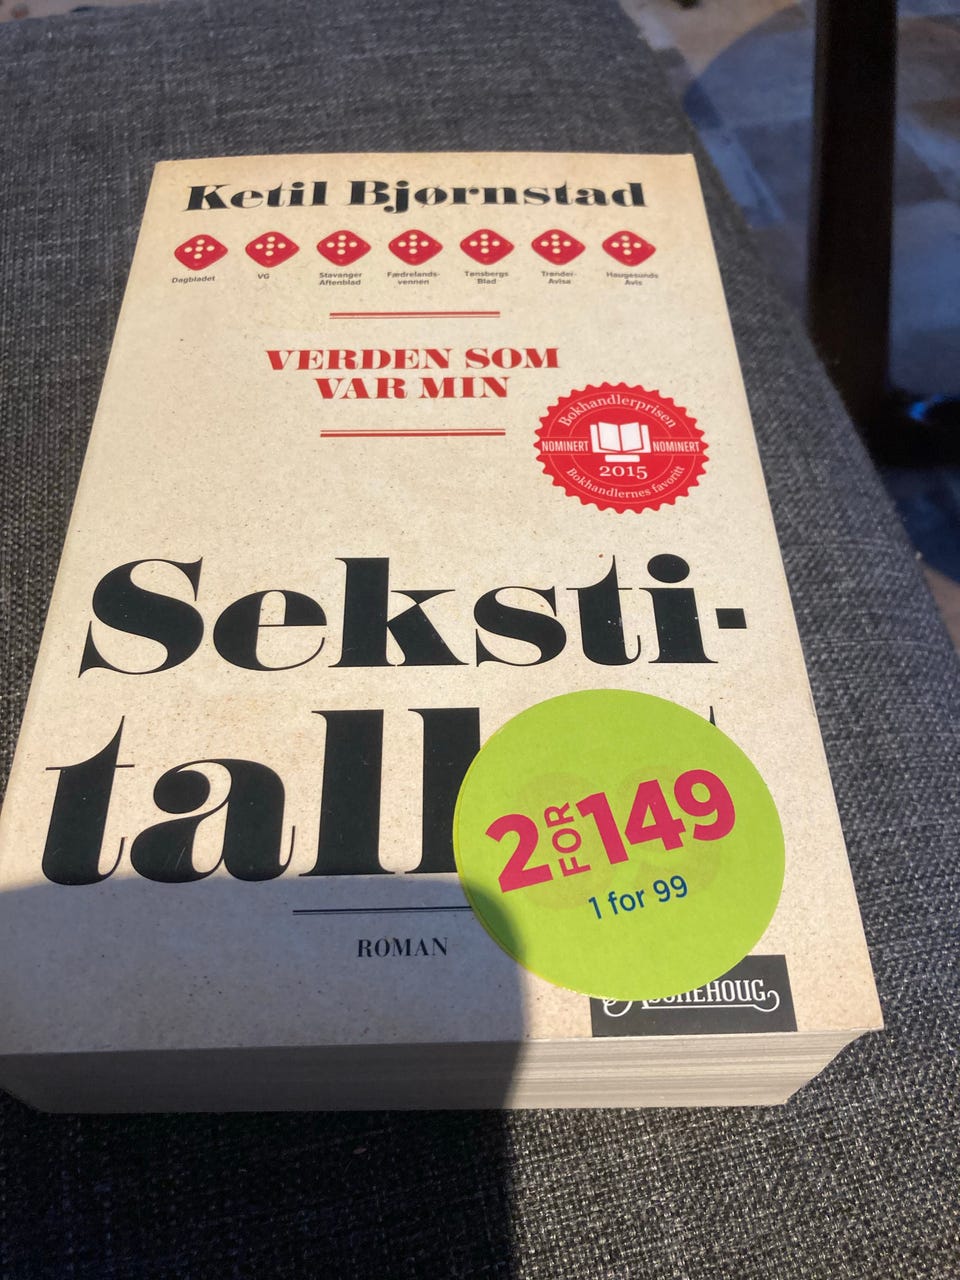 Ketil Bjørnstad
Dagbladet
VG
Stavanger
Aftenblad
Fædrelands-
vennen
Tønsbergs
Blad
Trønder-
Avisa
Haugesunds
Avis
VERDEN SOM
VAR MIN
Bokhandlerprisen
NOMINERT NOMINERT
2015
Bokhandlernes favoritt
Seksti-
tall
2 FOR 149
1 for 99
ROMAN